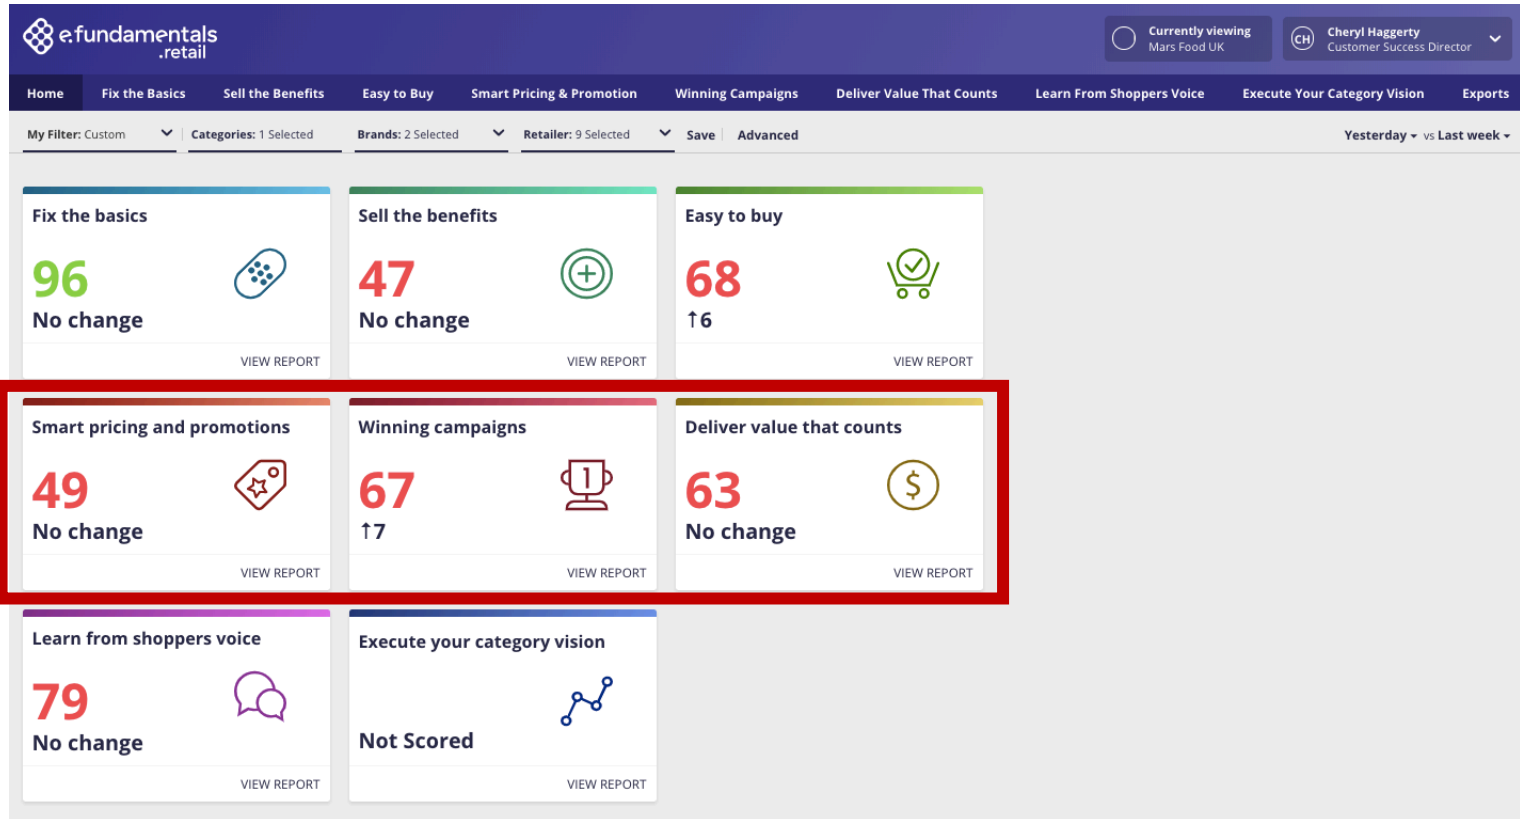 e.fundamentals
.retail
Currently viewing
Mars Food UK
CH
Cheryl Haggerty
Customer Success Director
Home Fix the Basics Sell the Benefits Easy to Buy Smart Pricing & Promotion Winning Campaigns Deliver Value That Counts Learn From Shoppers Voice Execute Your Category Vision Exports
My Filter: Custom Categories: 1 Selected Brands: 2 Selected Retailer: 9 Selected Save Advanced Yesterday vs Last week
Fix the basics
96
No change
VIEW REPORT
Sell the benefits
47
No change
VIEW REPORT
Easy to buy
68
↑6
VIEW REPORT
Smart pricing and promotions
49
No change
VIEW REPORT
Winning campaigns
1
67
↑7
VIEW REPORT
Deliver value that counts
$
63
No change
VIEW REPORT
Learn from shoppers voice
79
No change
VIEW REPORT
Execute your category vision
Not Scored
VIEW REPORT